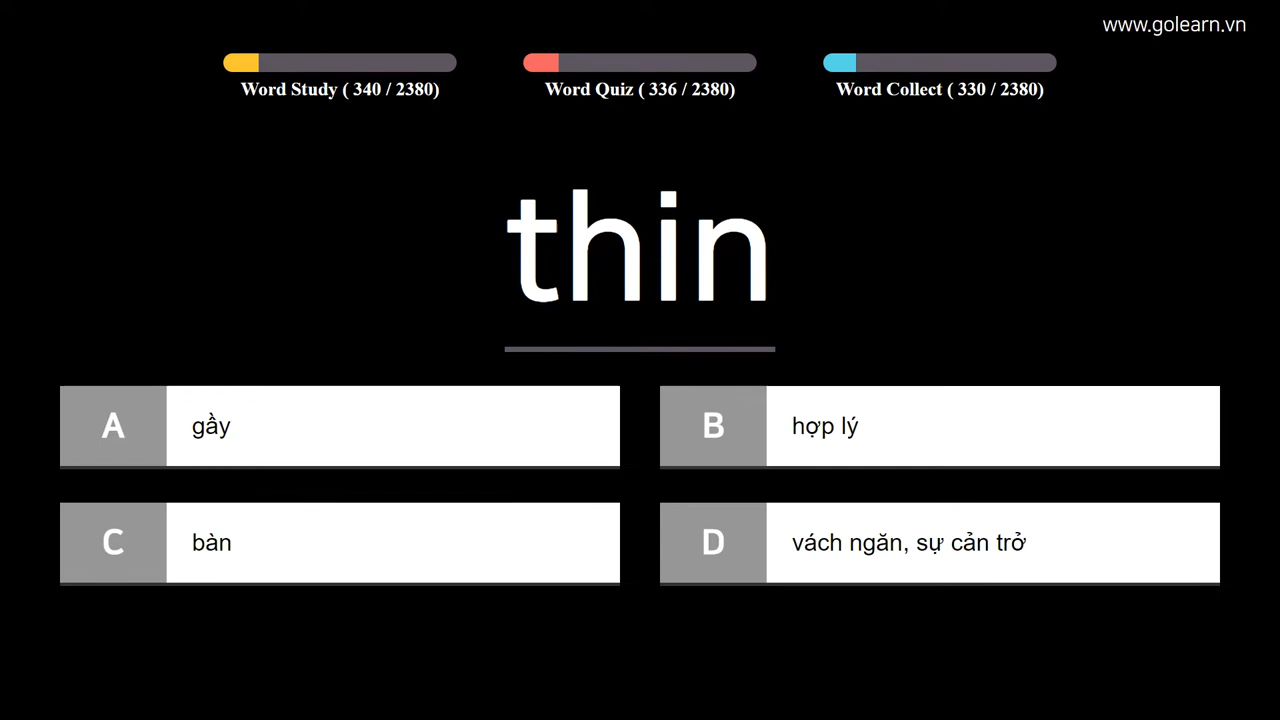 www.golearn.vn
Word Study ( 340 / 2380)
Word Quiz ( 336 / 2380)
Word Collect ( 330 / 2380)
thin
A gầy
B hợp lý
C bàn
D vách ngăn, sự cản trở